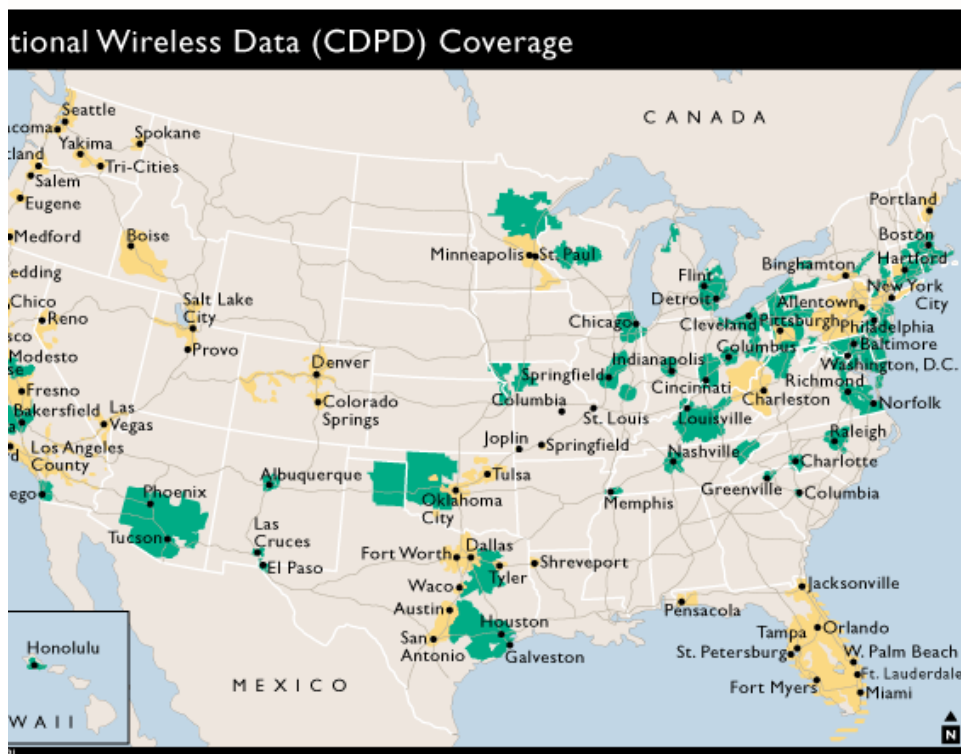 tional Wireless Data (CDPD) Coverage
CANADA
Seattle
acoma
Yakima
Spokane
tland
Tri-Cities
Salem
Eugene
Medford
Boise
edding
Chico
Reno
sco
Modesto
se
Fresno
Bakersfield
a
Las
Vegas
Los Angeles
County
d
ego
Salt Lake
City
Provo
Denver
Colorado
Springs
Albuquerque
Phoenix
Tucson
Las
Cruces
El Paso
Minneapolis
St. Paul
Chicago
Springfield
Columbia
St. Louis
Joplin
Springfield
Tulsa
Oklahoma
City
Fort Worth
Dallas
Tyler
Shreveport
Waco
Austin
San
Antonio
Houston
Galveston
Portland
Boston
Binghamton
Hartford
New York
City
Flint
Detroit
Allentown
Cleveland
Pittsburgh
Philadelphia
Columbus
Baltimore
Indianapolis
Washington, D.C.
Cincinnati
Richmond
Charleston
Norfolk
Louisville
Raleigh
Nashville
Charlotte
Greenville
Columbia
Memphis
Jacksonville
Pensacola
Orlando
Tampa
St. Petersburg
W. Palm Beach
Ft. Lauderdale
Fort Myers
Miami
Honolulu
WAII
MEXICO
N